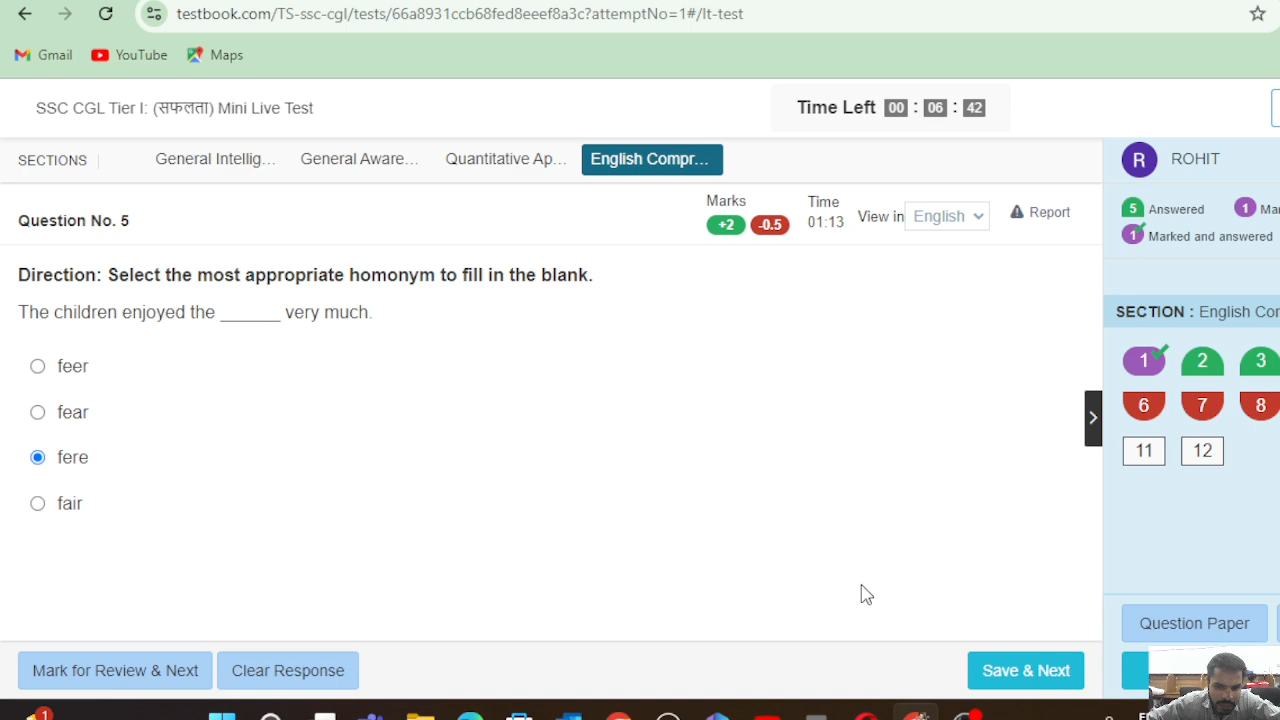 testbook.com/TS-ssc-cgl/tests/66a8931ccb68fed8eeef8a3c?attemptNo=1#/lt-test
Gmail YouTube Maps
SSC CGL Tier I: (सफलता) Mini Live Test
Time Left 00 : 06 : 42
SECTIONS General Intellig... General Aware... Quantitative Ap... English Compr...
R ROHIT
Question No. 5
Marks +2 -0.5
Time 01:13
View in English
Report
5 Answered 1 Ma
1 Marked and answered
Direction: Select the most appropriate homonym to fill in the blank.
The children enjoyed the ______ very much.
SECTION : English Co
feer
fear
fere
fair
1 2 3
6 7 8
11 12
Question Paper
Mark for Review & Next Clear Response Save & Next
1